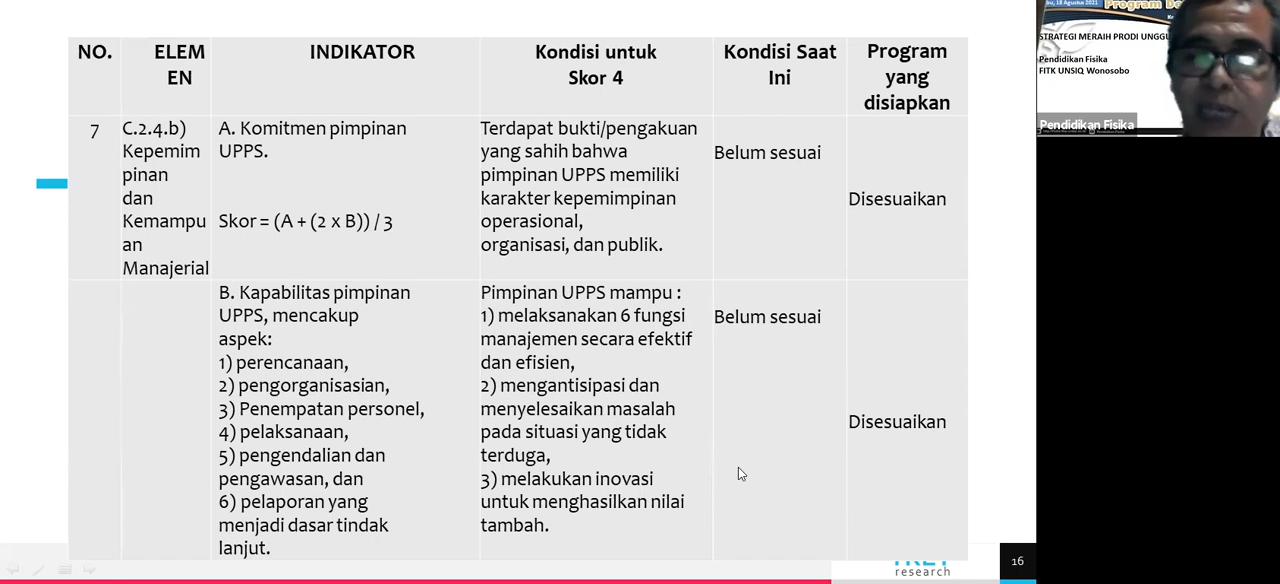 NO.
ELEM
EN
INDIKATOR
Kondisi untuk
Skor 4
Kondisi Saat
Ini
Program
yang
disiapkan
7
C.2.4.b)
Kepemim
pinan
dan
Kemampu
an
Manajerial
A. Komitmen pimpinan
UPPS.
Skor = (A + (2 x B)) / 3
Terdapat bukti/pengakuan
yang sahih bahwa
pimpinan UPPS memiliki
karakter kepemimpinan
operasional,
organisasi, dan publik.
Belum sesuai
Disesuaikan
B. Kapabilitas pimpinan
UPPS, mencakup
aspek:
1) perencanaan,
2) pengorganisasian,
3) Penempatan personel,
4) pelaksanaan,
5) pengendalian dan
pengawasan, dan
6) pelaporan yang
menjadi dasar tindak
lanjut.
Pimpinan UPPS mampu :
1) melaksanakan 6 fungsi
manajemen secara efektif
dan efisien,
2) mengantisipasi dan
menyelesaikan masalah
pada situasi yang tidak
terduga,
3) melakukan inovasi
untuk menghasilkan nilai
tambah.
Belum sesuai
Disesuaikan
research
16
18 Agustus 2021
Program
STRATEGI MERAIH PRODI
Pendidikan Fisika
FITK UNSIQ Wonosobo
Pendidikan Fisika